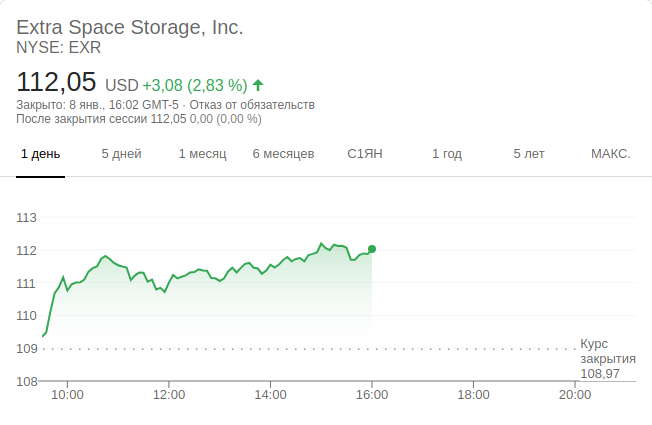 Extra Space Storage, Inc.
NYSE: EXR
112,05 USD +3,08 (2,83 %)
Закрыто: 8 янв., 16:02 GMT-5 · Отказ от обязательств
После закрытия сессии 112,05 0,00 (0,00 %)
1 день 5 дней 1 месяц 6 месяцев С1ЯН 1 год 5 лет МАКС.
113
112
111
110
109
Курс
закрытия
108,97
108
10:00 12:00 14:00 16:00 18:00 20:00